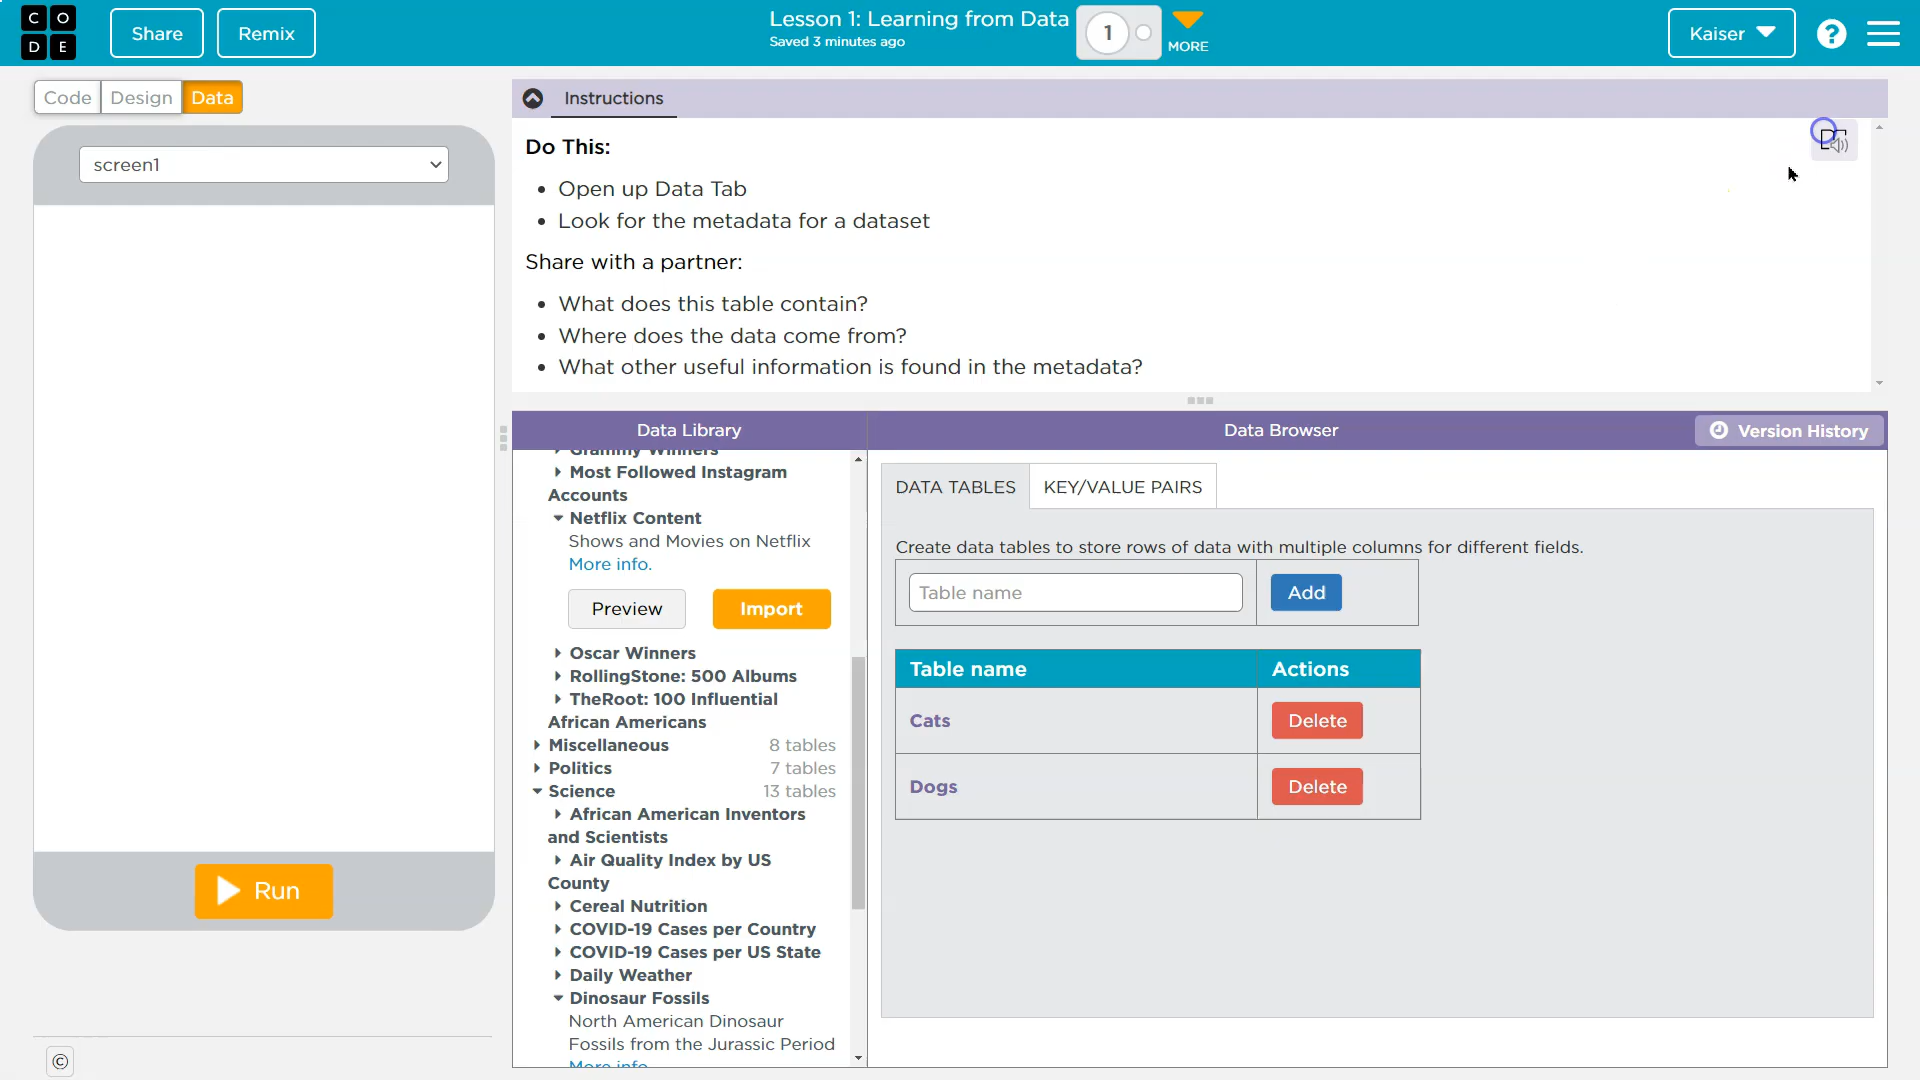 C O
D E
Share
Remix
Lesson 1: Learning from Data
Saved 3 minutes ago
1
MORE
Kaiser
?
Code
Design
Data
screen1
Run
©
Instructions
Do This:
• Open up Data Tab
• Look for the metadata for a dataset
Share with a partner:
• What does this table contain?
• Where does the data come from?
• What other useful information is found in the metadata?
Data Library
Grammy Winners
Most Followed Instagram
Accounts
Netflix Content
Shows and Movies on Netflix
More info.
Preview
Import
Oscar Winners
RollingStone: 500 Albums
TheRoot: 100 Influential
African Americans
Miscellaneous 8 tables
Politics 7 tables
Science 13 tables
African American Inventors
and Scientists
Air Quality Index by US
County
Cereal Nutrition
COVID-19 Cases per Country
COVID-19 Cases per US State
Daily Weather
Dinosaur Fossils
North American Dinosaur
Fossils from the Jurassic Period
More info.
Data Browser
Version History
DATA TABLES
KEY/VALUE PAIRS
Create data tables to store rows of data with multiple columns for different fields.
Table name
Add
Table name Actions
Cats Delete
Dogs Delete